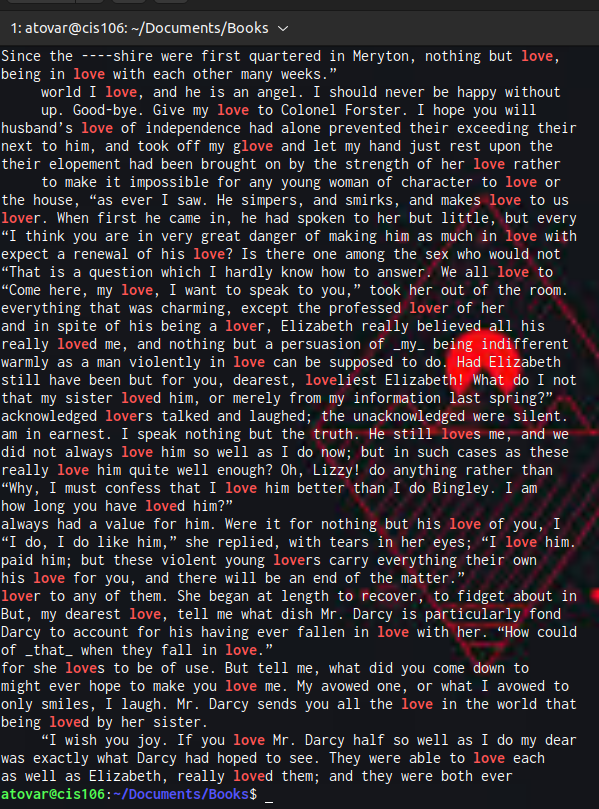 1: atovar@cis106: ~/Documents/Books
Since the ----shire were first quartered in Meryton, nothing but love,
being in love with each other many weeks.”
world I love, and he is an angel. I should never be happy without
up. Good-bye. Give my love to Colonel Forster. I hope you will
husband’s love of independence had alone prevented their exceeding their
next to him, and took off my glove and let my hand just rest upon the
their elopement had been brought on by the strength of her love rather
to make it impossible for any young woman of character to love or
the house, “as ever I saw. He simpers, and smirks, and makes love to us
lover. When first he came in, he had spoken to her but little, but every
“I think you are in very great danger of making him as much in love with
expect a renewal of his love? Is there one among the sex who would not
“That is a question which I hardly know how to answer. We all love to
“Come here, my love, I want to speak to you,” took her out of the room.
everything that was charming, except the professed lover of her
and in spite of his being a lover, Elizabeth really believed all his
really loved me, and nothing but a persuasion of _my_ being indifferent
warmly as a man violently in love can be supposed to do. Had Elizabeth
still have been but for you, dearest, loveliest Elizabeth! What do I not
that my sister loved him, or merely from my information last spring?”
acknowledged lovers talked and laughed; the unacknowledged were silent.
am in earnest. I speak nothing but the truth. He still loves me, and we
did not always love him so well as I do now; but in such cases as these
really love him quite well enough? Oh, Lizzy! do anything rather than
“Why, I must confess that I love him better than I do Bingley. I am
how long you have loved him?”
always had a value for him. Were it for nothing but his love of you, I
“I do, I do like him,” she replied, with tears in her eyes; “I love him.
paid him; but these violent young lovers carry everything their own
his love for you, and there will be an end of the matter.”
lover to any of them. She began at length to recover, to fidget about in
But, my dearest love, tell me what dish Mr. Darcy is particularly fond
Darcy to account for his having ever fallen in love with her. “How could
of _that_ when they fall in love.”
for she loves to be of use. But tell me, what did you come down to
might ever hope to make you love me. My avowed one, or what I avowed to
only smiles, I laugh. Mr. Darcy sends you all the love in the world that
being loved by her sister.
“I wish you joy. If you love Mr. Darcy half so well as I do my dear
was exactly what Darcy had hoped to see. They were able to love each
as well as Elizabeth, really loved them; and they were both ever
atovar@cis106:~/Documents/Books$ _